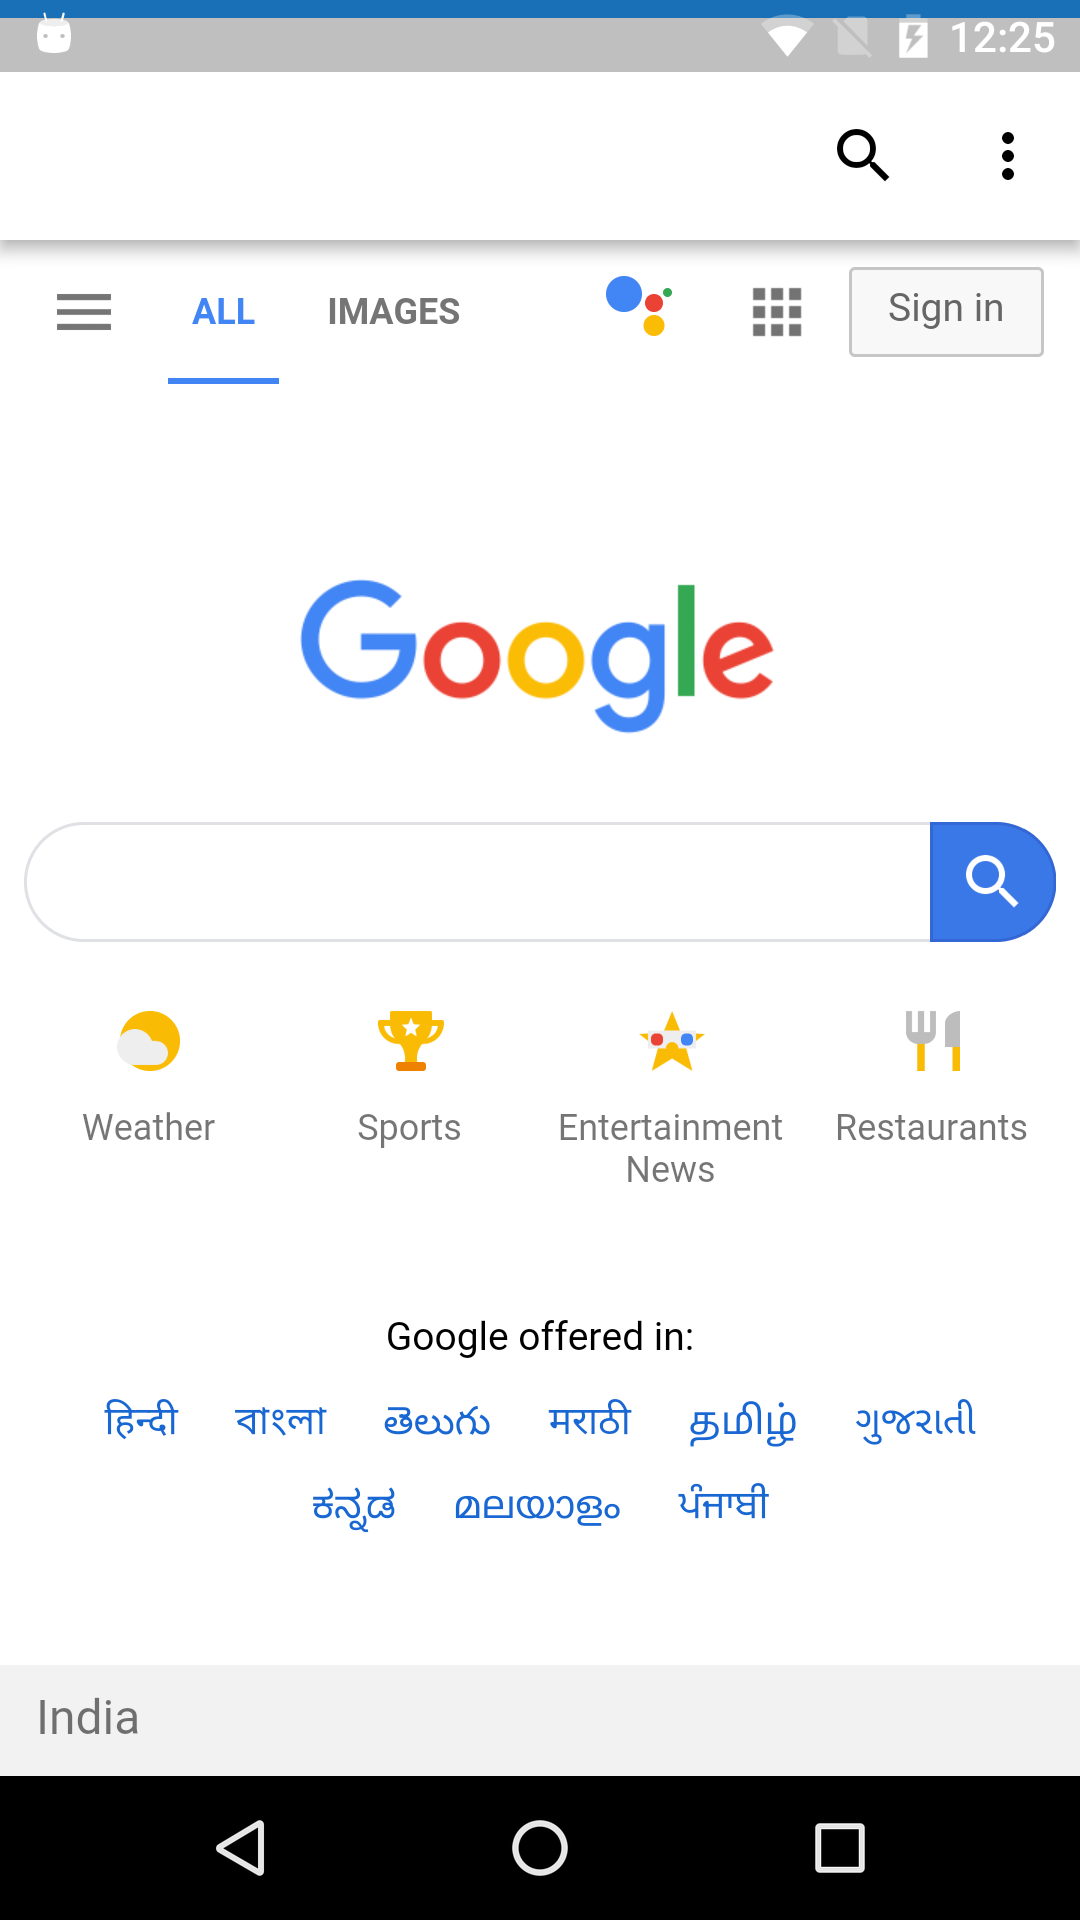 12:25
ALL IMAGES Sign in
Google
Weather Sports Entertainment Restaurants
News
Google offered in:
हिन्दी বাংলা తెలుగు मराठी தமிழ் ગુજરાતી
ಕನ್ನಡ മലയാളം ਪੰਜਾਬੀ
India